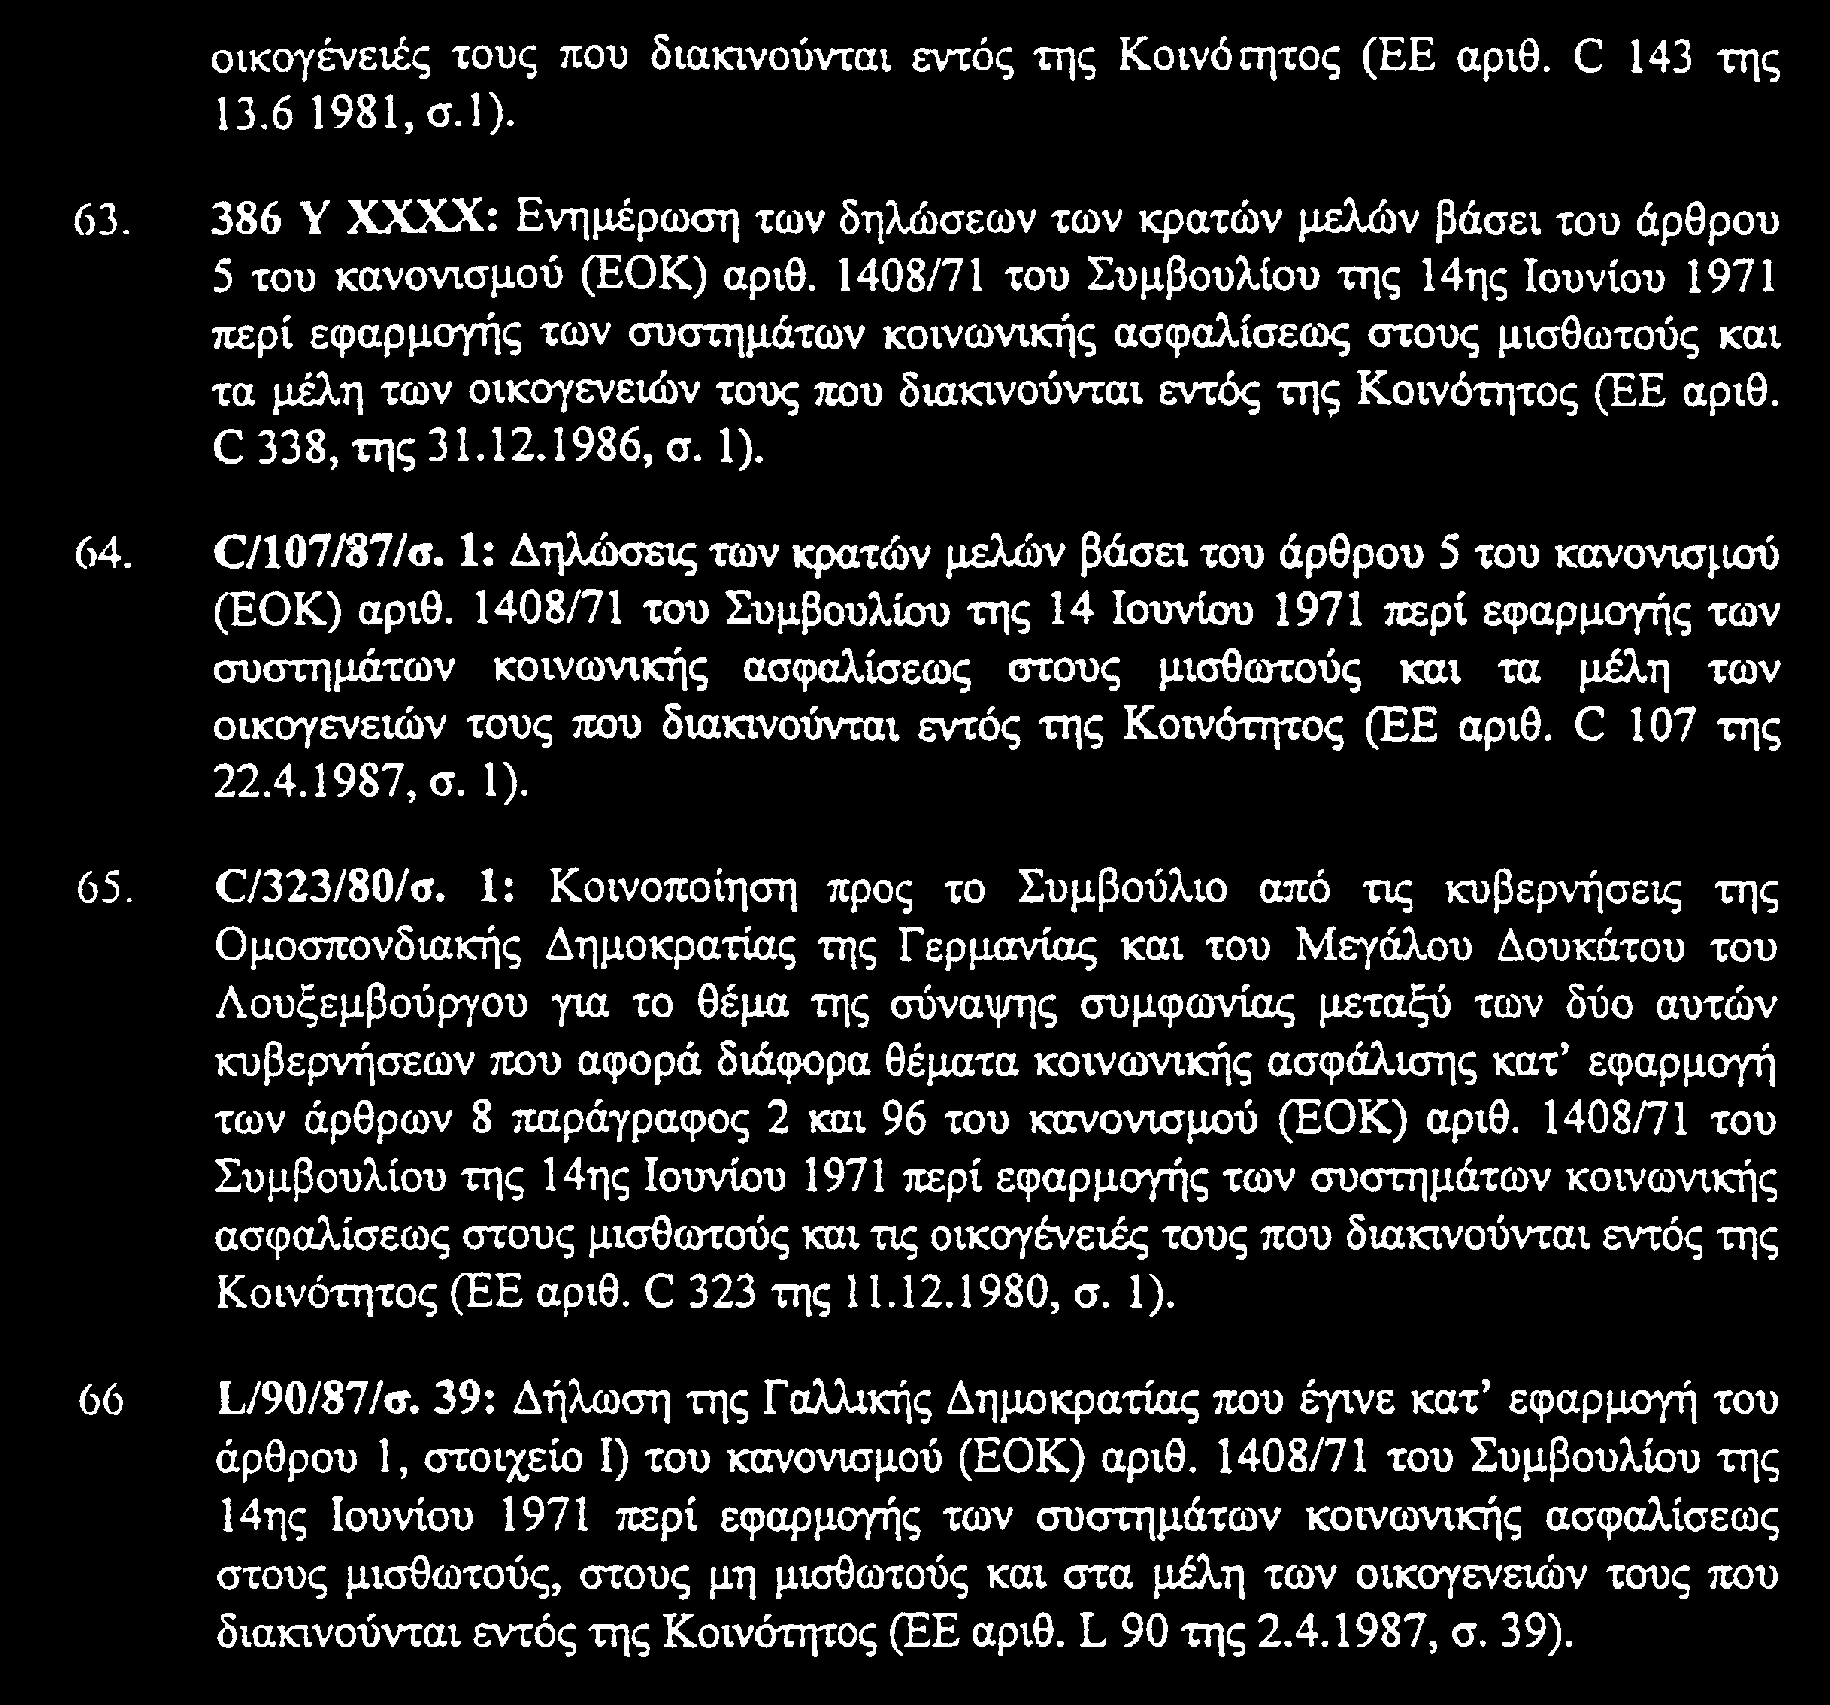 οικογένειές τους που διακινούνται εντός της Κοινότητος (ΕΕ αριθ. C 143 της
13.6 1981, σ.1).
63. 386 Υ ΧΧΧΧ: Ενημέρωση των δηλώσεων των κρατών μελών βάσει του άρθρου
5 του κανονισμού (ΕΟΚ) αριθ. 1408/71 του Συμβουλίου της 14ης Ιουνίου 1971
περί εφαρμογής των συστημάτων κοινωνικής ασφαλίσεως στους μισθωτούς και
τα μέλη των οικογενειών τους που διακινούνται εντός της Κοινότητος (ΕΕ αριθ.
C 338, της 31.12.1986, σ. 1).
64. C/107/87/σ. 1: Δηλώσεις των κρατών μελών βάσει του άρθρου 5 του κανονισμού
(ΕΟΚ) αριθ. 1408/71 του Συμβουλίου της 14 Ιουνίου 1971 περί εφαρμογής των
συστημάτων κοινωνικής ασφαλίσεως στους μισθωτούς και τα μέλη των
οικογενειών τους που διακινούνται εντός της Κοινότητος (ΕΕ αριθ. C 107 της
22.4.1987, σ. 1).
65. C/323/80/σ. 1: Κοινοποίηση προς το Συμβούλιο από τις κυβερνήσεις της
Ομοσπονδιακής Δημοκρατίας της Γερμανίας και του Μεγάλου Δουκάτου του
Λουξεμβούργου για το θέμα της σύναψης συμφωνίας μεταξύ των δύο αυτών
κυβερνήσεων που αφορά διάφορα θέματα κοινωνικής ασφάλισης κατ’ εφαρμογή
των άρθρων 8 παράγραφος 2 και 96 του κανονισμού (ΕΟΚ) αριθ. 1408/71 του
Συμβουλίου της 14ης Ιουνίου 1971 περί εφαρμογής των συστημάτων κοινωνικής
ασφαλίσεως στους μισθωτούς και τις οικογένειές τους που διακινούνται εντός της
Κοινότητος (ΕΕ αριθ. C 323 της 11.12.1980, σ. 1).
66 L/90/87/σ. 39: Δήλωση της Γαλλικής Δημοκρατίας που έγινε κατ’ εφαρμογή του
άρθρου 1, στοιχείο Ι) του κανονισμού (ΕΟΚ) αριθ. 1408/71 του Συμβουλίου της
14ης Ιουνίου 1971 περί εφαρμογής των συστημάτων κοινωνικής ασφαλίσεως
στους μισθωτούς, στους μη μισθωτούς και στα μέλη των οικογενειών τους που
διακινούνται εντός της Κοινότητος (ΕΕ αριθ. L 90 της 2.4.1987, σ. 39).